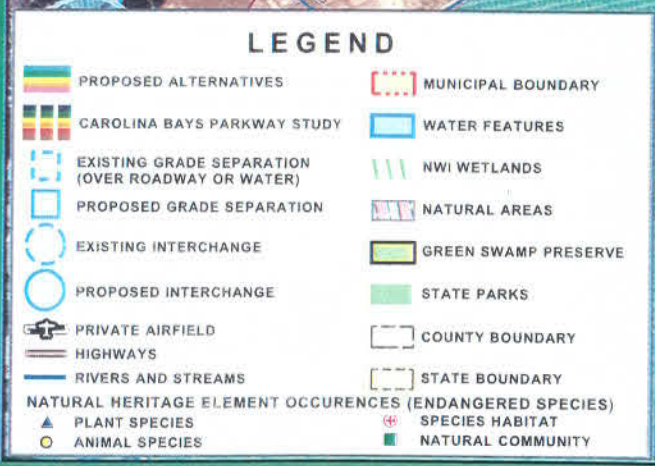 LEGEND
PROPOSED ALTERNATIVES
CAROLINA BAYS PARKWAY STUDY
EXISTING GRADE SEPARATION
(OVER ROADWAY OR WATER)
PROPOSED GRADE SEPARATION
EXISTING INTERCHANGE
PROPOSED INTERCHANGE
PRIVATE AIRFIELD
HIGHWAYS
RIVERS AND STREAMS
MUNICIPAL BOUNDARY
WATER FEATURES
NWI WETLANDS
NATURAL AREAS
GREEN SWAMP PRESERVE
STATE PARKS
COUNTY BOUNDARY
STATE BOUNDARY
NATURAL HERITAGE ELEMENT OCCURENCES (ENDANGERED SPECIES)
PLANT SPECIES
ANIMAL SPECIES
SPECIES HABITAT
NATURAL COMMUNITY